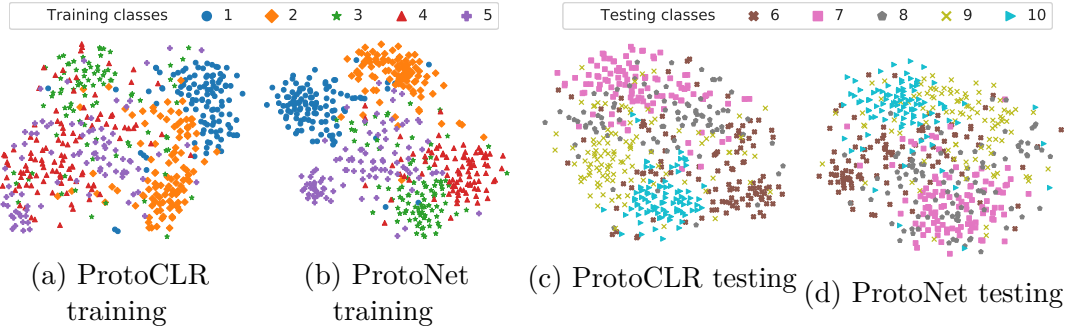 Training classes 1 2 3 4 5
Testing classes 6 7 8 9 10
(a) ProtoCLR
training
(b) ProtoNet
training
(c) ProtoCLR testing
(d) ProtoNet testing